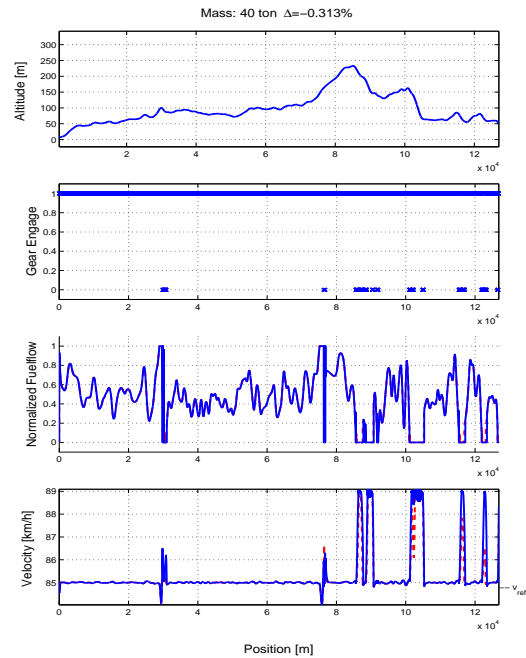 Mass: 40 ton Δ=−0.313%
300
250
200
150
100
50
0
Altitude [m]
0 2 4 6 8 10 12
x 10^4
1
0.8
0.6
0.4
0.2
0
Gear Engage
0 2 4 6 8 10 12
x 10^4
1
0.8
0.6
0.4
0.2
0
Normalized Fuelflow
0 2 4 6 8 10 12
x 10^4
89
88
87
86
85
Velocity [km/h]
v_ref
0 2 4 6 8 10 12
x 10^4
Position [m]